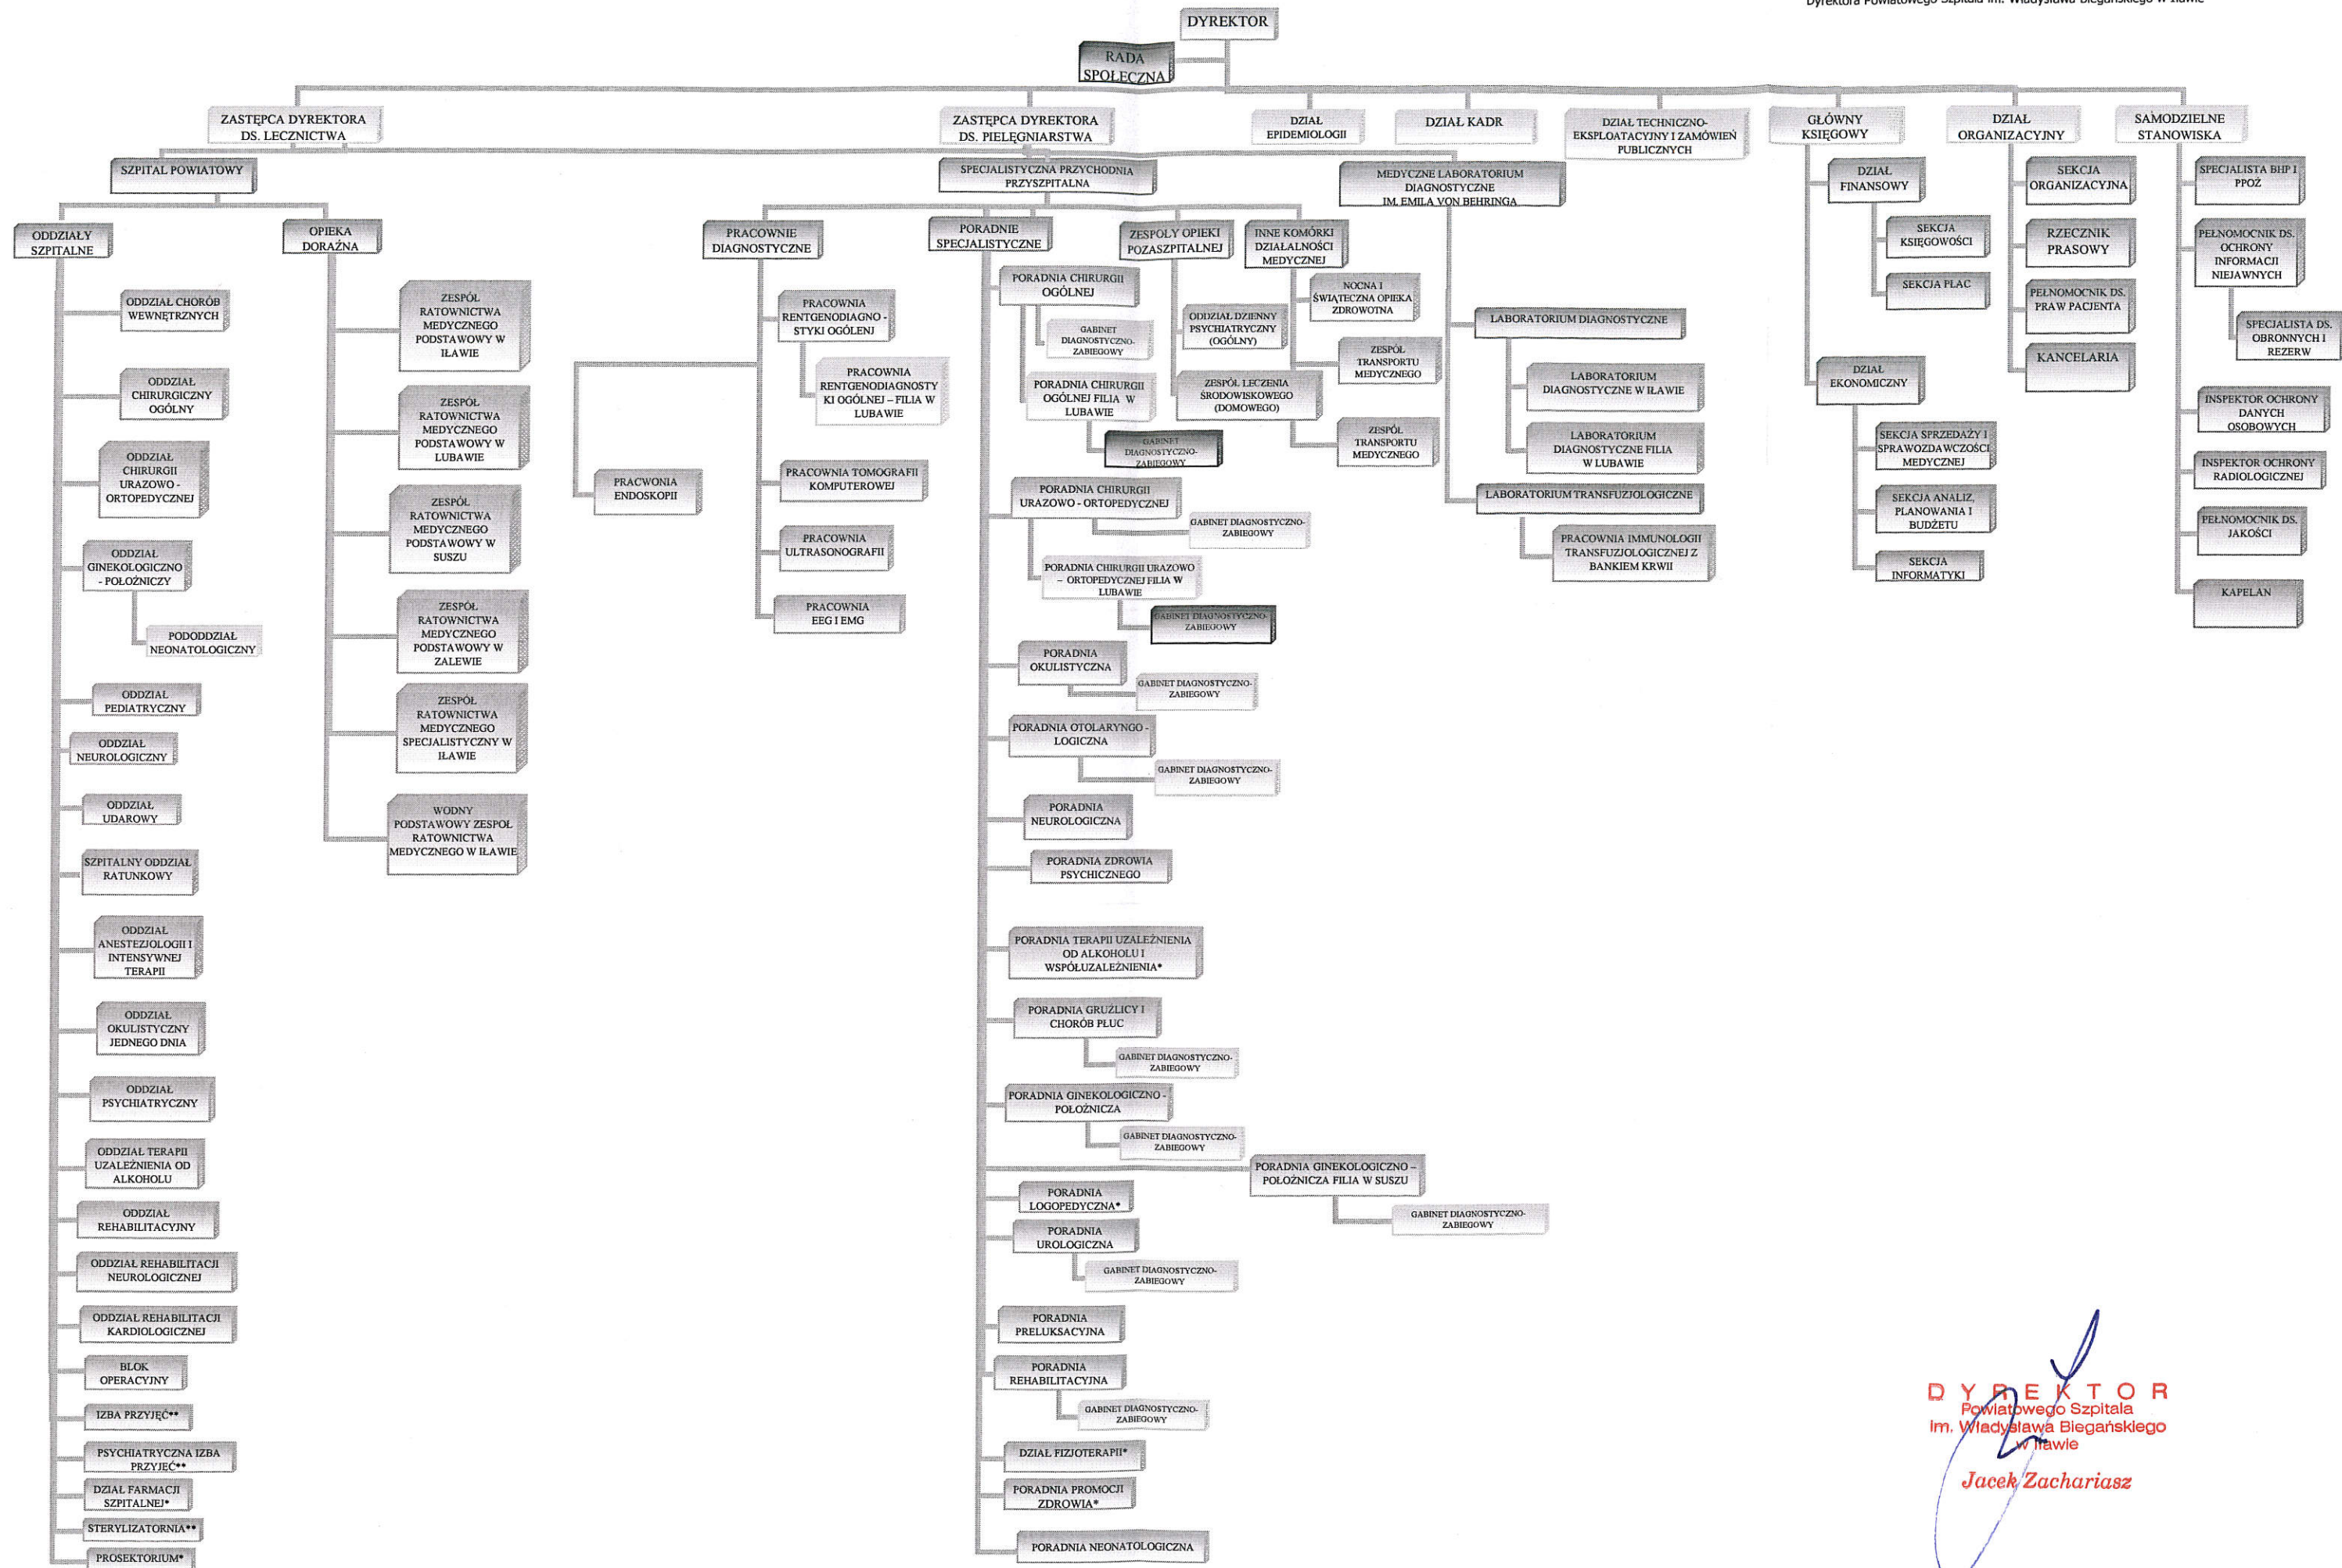 Dyrektora Powiatowego Szpitala im. Władysława Biegańskiego w Iławie
DYREKTOR
RADA
SPOŁECZNA
ZASTĘPCA DYREKTORA
DS. LECZNICTWA
ZASTĘPCA DYREKTORA
DS. PIELĘGNIARSTWA
DZIAŁ
EPIDEMIOLOGII
DZIAŁ KADR
DZIAŁ TECHNICZNO-
EKSPLOATACYJNY I ZAMÓWIEŃ
PUBLICZNYCH
GŁÓWNY
KSIĘGOWY
DZIAŁ
ORGANIZACYJNY
SAMODZIELNE
STANOWISKA
SZPITAL POWIATOWY
SPECJALISTYCZNA PRZYCHODNIA
PRZYSZPITALNA
MEDYCZNE LABORATORIUM
DIAGNOSTYCZNE
IM. EMILA VON BEHRINGA
ODDZIAŁY
SZPITALNE
OPIEKA
DORAŹNA
PRACOWNIE
DIAGNOSTYCZNE
PORADNIE
SPECJALISTYCZNE
ZESPOŁY OPIEKI
POZASZPITALNEJ
INNE KOMÓRKI
DZIAŁALNOŚCI
MEDYCZNEJ
ODDZIAŁ CHORÓB
WEWNĘTRZNYCH
ODDZIAŁ
CHIRURGICZNY
OGÓLNY
ODDZIAŁ
CHIRURGII
URAZOWO -
ORTOPEDYCZNEJ
ODDZIAŁ
GINEKOLOGICZNO
- POŁOŻNICZY
PODODDZIAŁ
NEONATOLOGICZNY
ODDZIAŁ
PEDIATRYCZNY
ODDZIAŁ
NEUROLOGICZNY
ODDZIAŁ
UDAROWY
SZPITALNY ODDZIAŁ
RATUNKOWY
ODDZIAŁ
ANESTEZJOLOGII I
INTENSYWNEJ
TERAPII
ODDZIAŁ
OKULISTYCZNY
JEDNEGO DNIA
ODDZIAŁ
PSYCHIATRYCZNY
ODDZIAŁ TERAPII
UZALEŻNIENIA OD
ALKOHOLU
ODDZIAŁ
REHABILITACYJNY
ODDZIAŁ REHABILITACJI
NEUROLOGICZNEJ
ODDZIAŁ REHABILITACJI
KARDIOLOGICZNEJ
BLOK
OPERACYJNY
IZBA PRZYJĘĆ**
PSYCHIATRYCZNA IZBA
PRZYJĘĆ**
DZIAŁ FARMACJI
SZPITALNEJ*
STERYLIZATORNIA**
PROSEKTORIUM*
ZESPÓŁ
RATOWNICTWA
MEDYCZNEGO
PODSTAWOWY W
IŁAWIE
ZESPÓŁ
RATOWNICTWA
MEDYCZNEGO
PODSTAWOWY W
LUBAWIE
ZESPÓŁ
RATOWNICTWA
MEDYCZNEGO
PODSTAWOWY W
SUSZU
ZESPÓŁ
RATOWNICTWA
MEDYCZNEGO
PODSTAWOWY W
ZALEWIE
ZESPÓŁ
RATOWNICTWA
MEDYCZNEGO
SPECJALISTYCZNY W
IŁAWIE
WODNY
PODSTAWOWY ZESPÓŁ
RATOWNICTWA
MEDYCZNEGO W IŁAWIE
PRACOWNIA
RENTGENODIAGNO -
STYKI OGÓLENJ
PRACOWNIA
RENTGENODIAGNOSTY
KI OGÓLNEJ – FILIA W
LUBAWIE
PRACWONIA
ENDOSKOPII
PRACOWNIA TOMOGRAFII
KOMPUTEROWEJ
PRACOWNIA
ULTRASONOGRAFII
PRACOWNIA
EEG I EMG
PORADNIA CHIRURGII
OGÓLNEJ
GABINET
DIAGNOSTYCZNO-
ZABIEGOWY
PORADNIA CHIRURGII
OGÓLNEJ FILIA W
LUBAWIE
GABINET
DIAGNOSTYCZNO-
ZABIEGOWY
PORADNIA CHIRURGII
URAZOWO - ORTOPEDYCZNEJ
GABINET DIAGNOSTYCZNO-
ZABIEGOWY
PORADNIA CHIRURGII URAZOWO
– ORTOPEDYCZNEJ FILIA W
LUBAWIE
GABINET DIAGNOSTYCZNO-
ZABIEGOWY
PORADNIA
OKULISTYCZNA
GABINET DIAGNOSTYCZNO-
ZABIEGOWY
PORADNIA OTOLARYNGO -
LOGICZNA
GABINET DIAGNOSTYCZNO-
ZABIEGOWY
PORADNIA
NEUROLOGICZNA
PORADNIA ZDROWIA
PSYCHICZNEGO
PORADNIA TERAPII UZALEŻNIENIA
OD ALKOHOLU I
WSPÓŁUZALEŻNIENIA*
PORADNIA GRUŹLICY I
CHORÓB PŁUC
GABINET DIAGNOSTYCZNO-
ZABIEGOWY
PORADNIA GINEKOLOGICZNO -
POŁOŻNICZA
GABINET DIAGNOSTYCZNO-
ZABIEGOWY
PORADNIA GINEKOLOGICZNO –
POŁOŻNICZA FILIA W SUSZU
GABINET DIAGNOSTYCZNO-
ZABIEGOWY
PORADNIA
LOGOPEDYCZNA*
PORADNIA
UROLOGICZNA
GABINET DIAGNOSTYCZNO-
ZABIEGOWY
PORADNIA
PRELUKSACYJNA
PORADNIA
REHABILITACYJNA
GABINET DIAGNOSTYCZNO-
ZABIEGOWY
DZIAŁ FIZJOTERAPII*
PORADNIA PROMOCJI
ZDROWIA*
PORADNIA NEONATOLOGICZNA
ODDZIAŁ DZIENNY
PSYCHIATRYCZNY
(OGÓLNY)
ZESPÓŁ LECZENIA
ŚRODOWISKOWEGO
(DOMOWEGO)
NOCNA I
ŚWIĄTECZNA OPIEKA
ZDROWOTNA
ZESPÓŁ
TRANSPORTU
MEDYCZNEGO
ZESPÓŁ
TRANSPORTU
MEDYCZNEGO
LABORATORIUM DIAGNOSTYCZNE
LABORATORIUM
DIAGNOSTYCZNE W IŁAWIE
LABORATORIUM
DIAGNOSTYCZNE FILIA
W LUBAWIE
LABORATORIUM TRANSFUZJOLOGICZNE
PRACOWNIA IMMUNOLOGII
TRANSFUZJOLOGICZNEJ Z
BANKIEM KRWII
DZIAŁ
FINANSOWY
SEKCJA
KSIĘGOWOŚCI
SEKCJA PŁAC
DZIAŁ
EKONOMICZNY
SEKCJA SPRZEDAŻY I
SPRAWOZDAWCZOŚCI
MEDYCZNEJ
SEKCJA ANALIZ,
PLANOWANIA I
BUDŻETU
SEKCJA
INFORMATYKI
SEKCJA
ORGANIZACYJNA
RZECZNIK
PRASOWY
PEŁNOMOCNIK DS.
PRAW PACJENTA
KANCELARIA
SPECJALISTA BHP I
PPOŻ
PEŁNOMOCNIK DS.
OCHRONY
INFORMACJI
NIEJAWNYCH
SPECJALISTA DS.
OBRONNYCH I
REZERW
INSPEKTOR OCHRONY
DANYCH
OSOBOWYCH
INSPEKTOR OCHRONY
RADIOLOGICZNEJ
PEŁNOMOCNIK DS.
JAKOŚCI
KAPELAN
DYREKTOR
Powiatowego Szpitala
im. Władysława Biegańskiego
w Iławie
Jacek Zachariasz